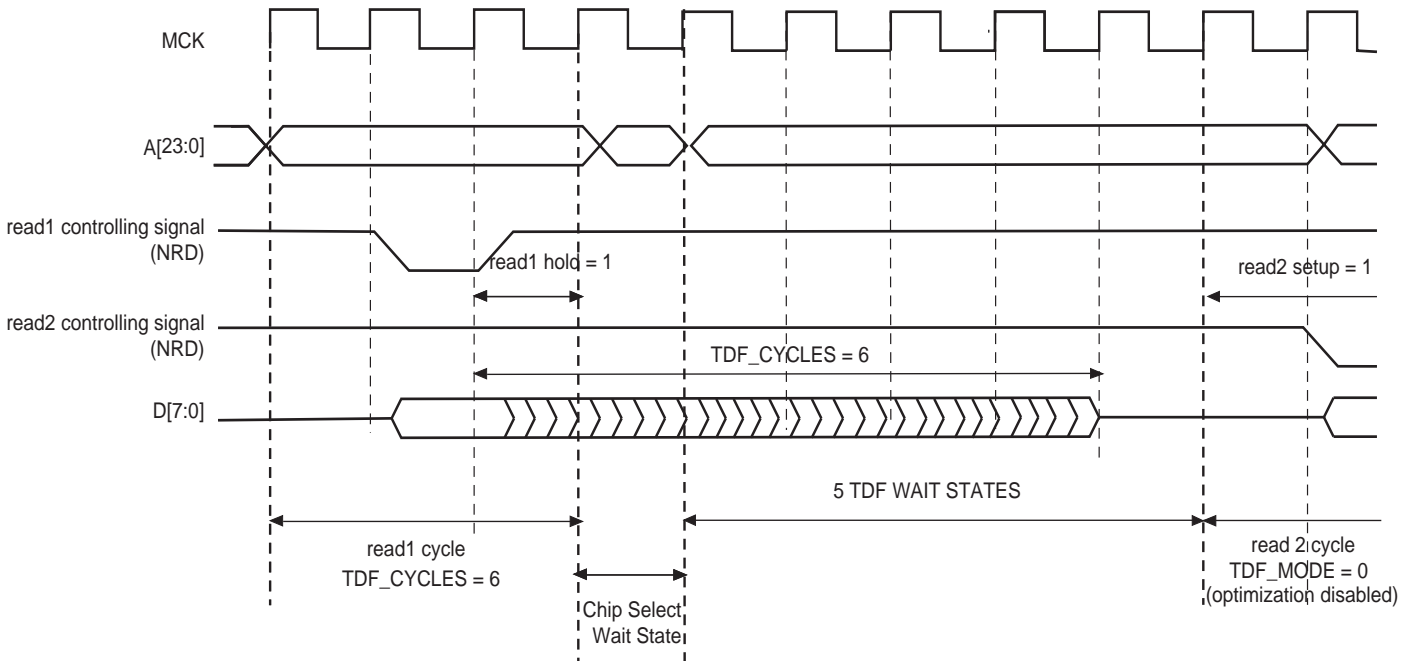 MCK
A[23:0]
read1 controlling signal
(NRD)
read1 hold = 1
read2 setup = 1
read2 controlling signal
(NRD)
TDF_CYCLES = 6
D[7:0]
5 TDF WAIT STATES
read1 cycle
TDF_CYCLES = 6
Chip Select
Wait State
read 2 cycle
TDF_MODE = 0
(optimization disabled)